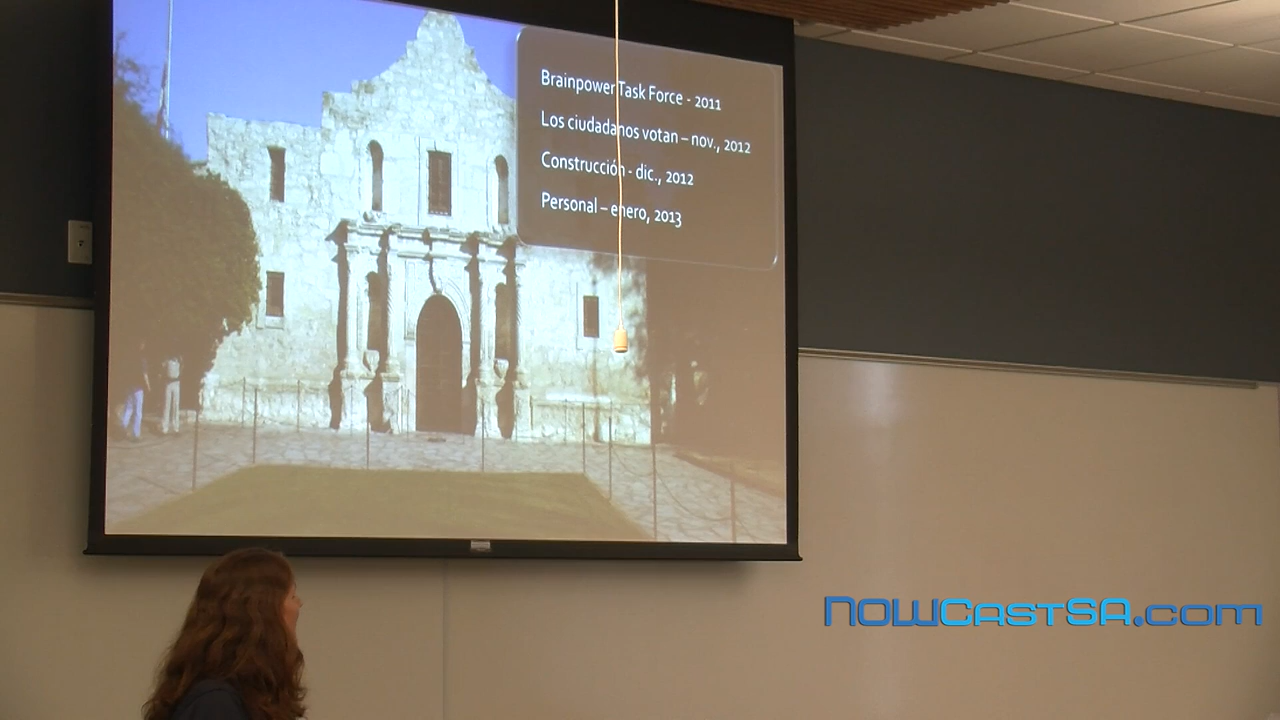 Brainpower Task Force - 2011
Los ciudadanos votan – nov., 2012
Construcción - dic., 2012
Personal – enero, 2013
NOWCastSA.com